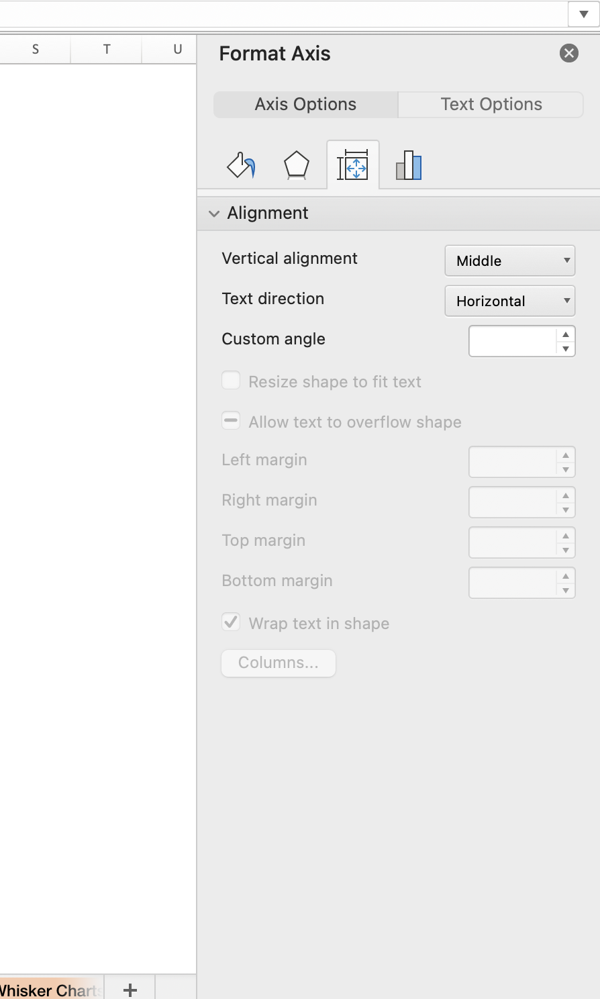 S T U
Format Axis
Axis Options Text Options
Alignment
Vertical alignment Middle
Text direction Horizontal
Custom angle
Resize shape to fit text
Allow text to overflow shape
Left margin
Right margin
Top margin
Bottom margin
Wrap text in shape
Columns...
Whisker Charts